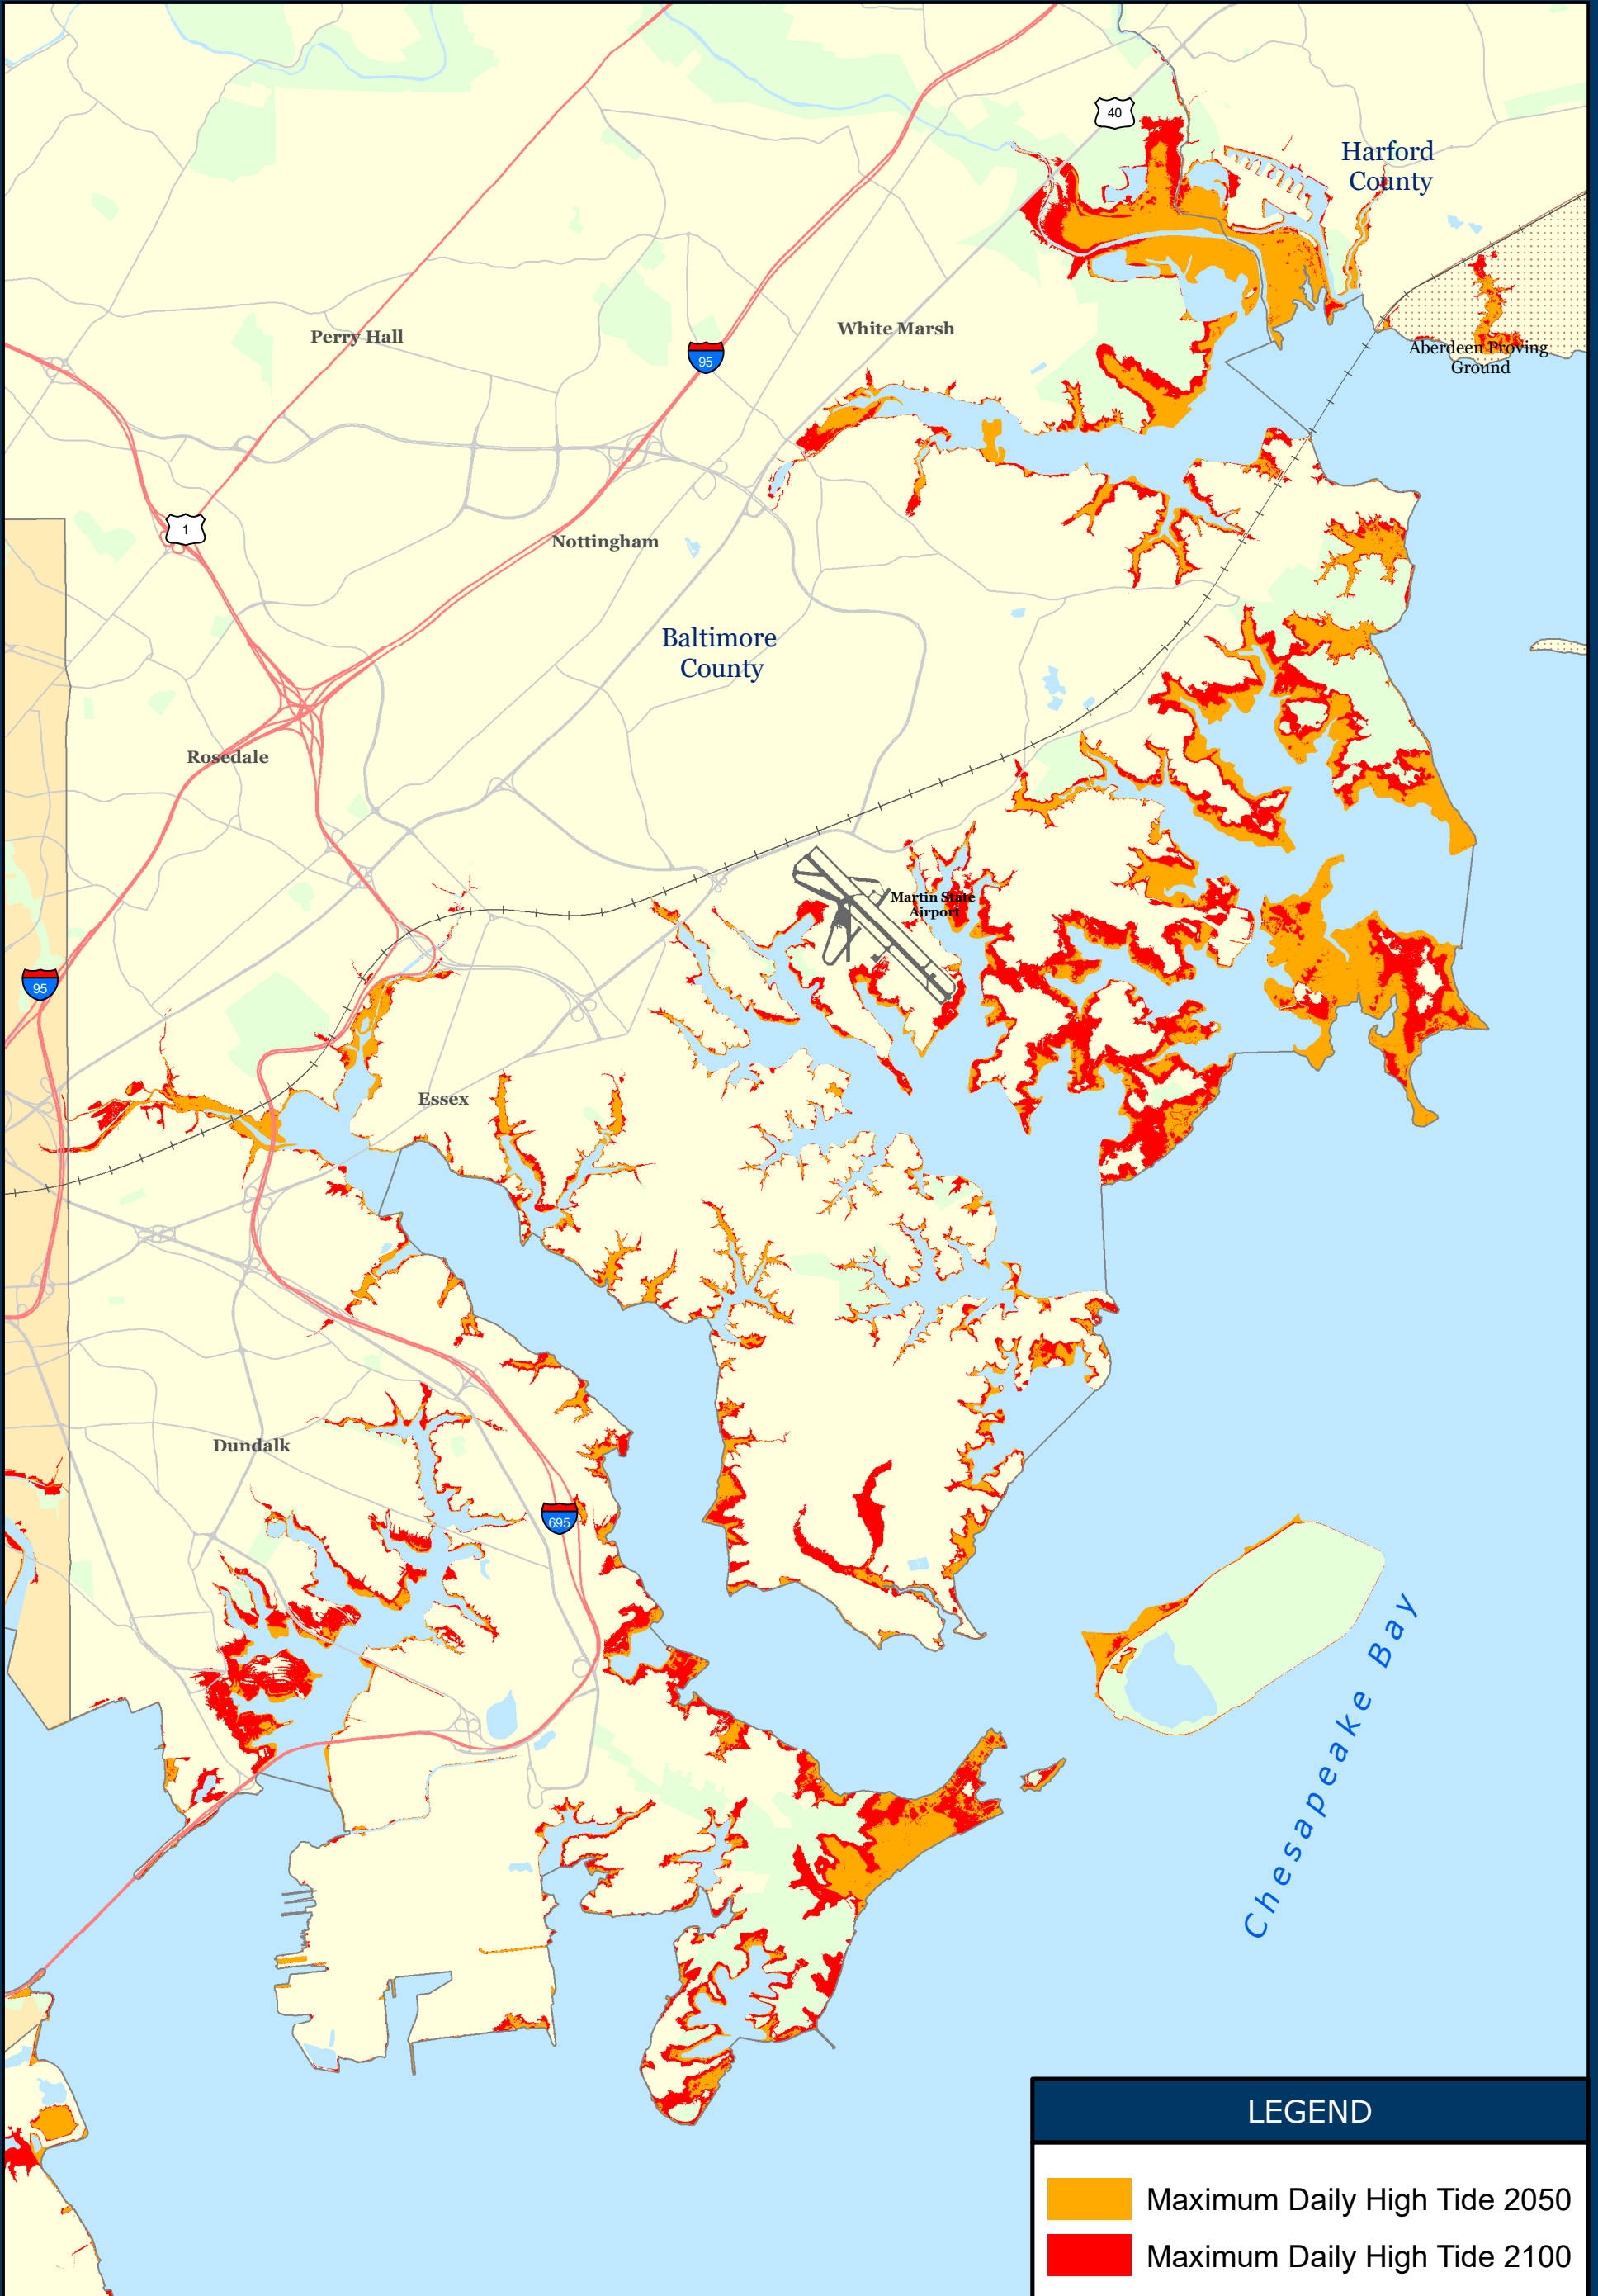 40
Harford
County
Perry Hall
White Marsh
95
Aberdeen Proving
Ground
1
Nottingham
Baltimore
County
Rosedale
Martin State
Airport
95
Essex
Dundalk
695
Chesapeake Bay
LEGEND
Maximum Daily High Tide 2050
Maximum Daily High Tide 2100